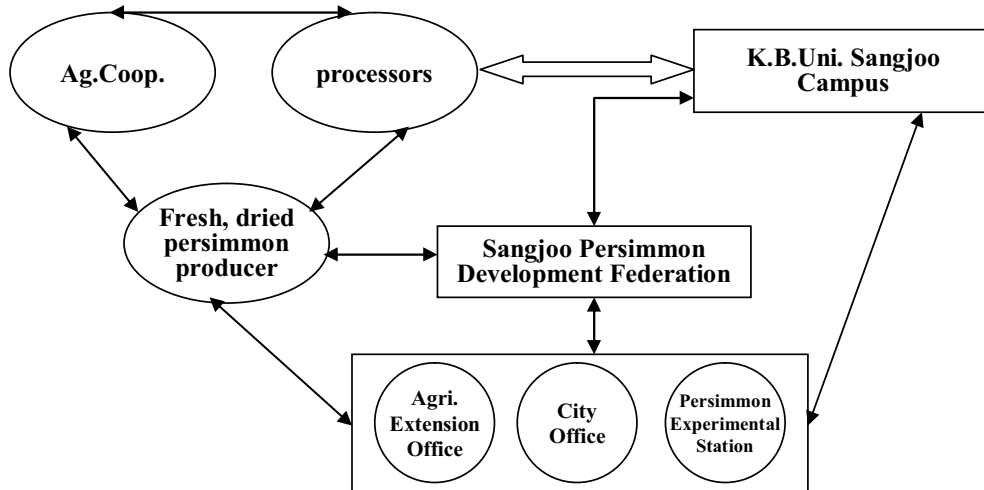 Ag.Coop.
processors
K.B.Uni. Sangjoo
Campus
Fresh, dried
persimmon
producer
Sangjoo Persimmon
Development Federation
Agri.
Extension
Office
City
Office
Persimmon
Experimental
Station